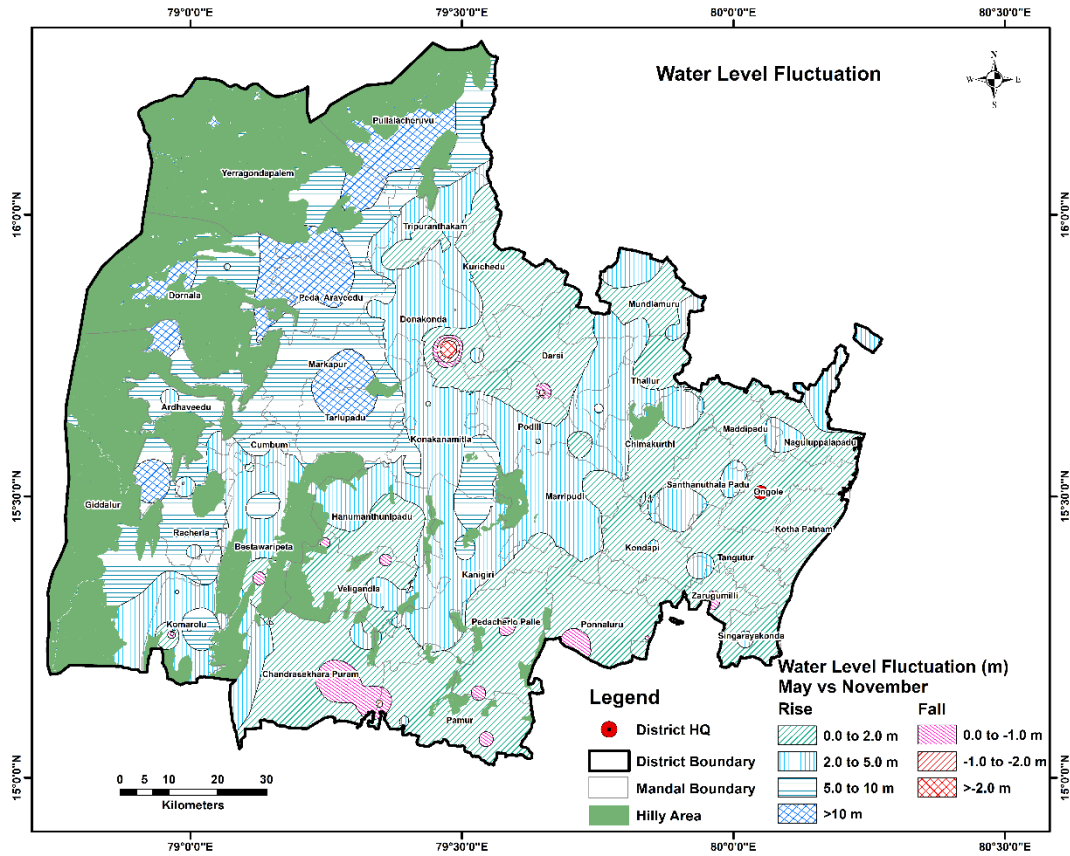 79°0'0"E
79°30'0"E
80°0'0"E
80°30'0"E
Water Level Fluctuation
N
W
E
S
Pullalacheruvu
Yerragondapalem
16°0'0"N
16°0'0"N
Tripuranthakam
Kurichedu
Dornala
Peda Araveedu
Mundlamuru
Donakonda
Darsi
Markapur
Thallur
Ardhaveedu
Tarlupadu
Cumbum
Konakanamitla
Podili
Chimakurthi
Maddipadu
Naguluppalapadu
Santhanuthala Padu
Ongole
15°30'0"N
15°30'0"N
Giddalur
Hanumanthunipadu
Marripudi
Racherla
Bestawaripeta
Kondapi
Kotha Patnam
Tangutur
Kanigiri
Veligandla
Zarugumilli
Komarolu
Pedacherlo Palle
Ponnaluru
Singarayakonda
Chandrasekhara Puram
Pamur
Legend
District HQ
District Boundary
Mandal Boundary
Hilly Area
Water Level Fluctuation (m)
May vs November
Rise
Fall
0.0 to 2.0 m
0.0 to -1.0 m
2.0 to 5.0 m
-1.0 to -2.0 m
5.0 to 10 m
>-2.0 m
>10 m
0 5 10 20 30
Kilometers
15°0'0"N
15°0'0"N
79°0'0"E
79°30'0"E
80°0'0"E
80°30'0"E